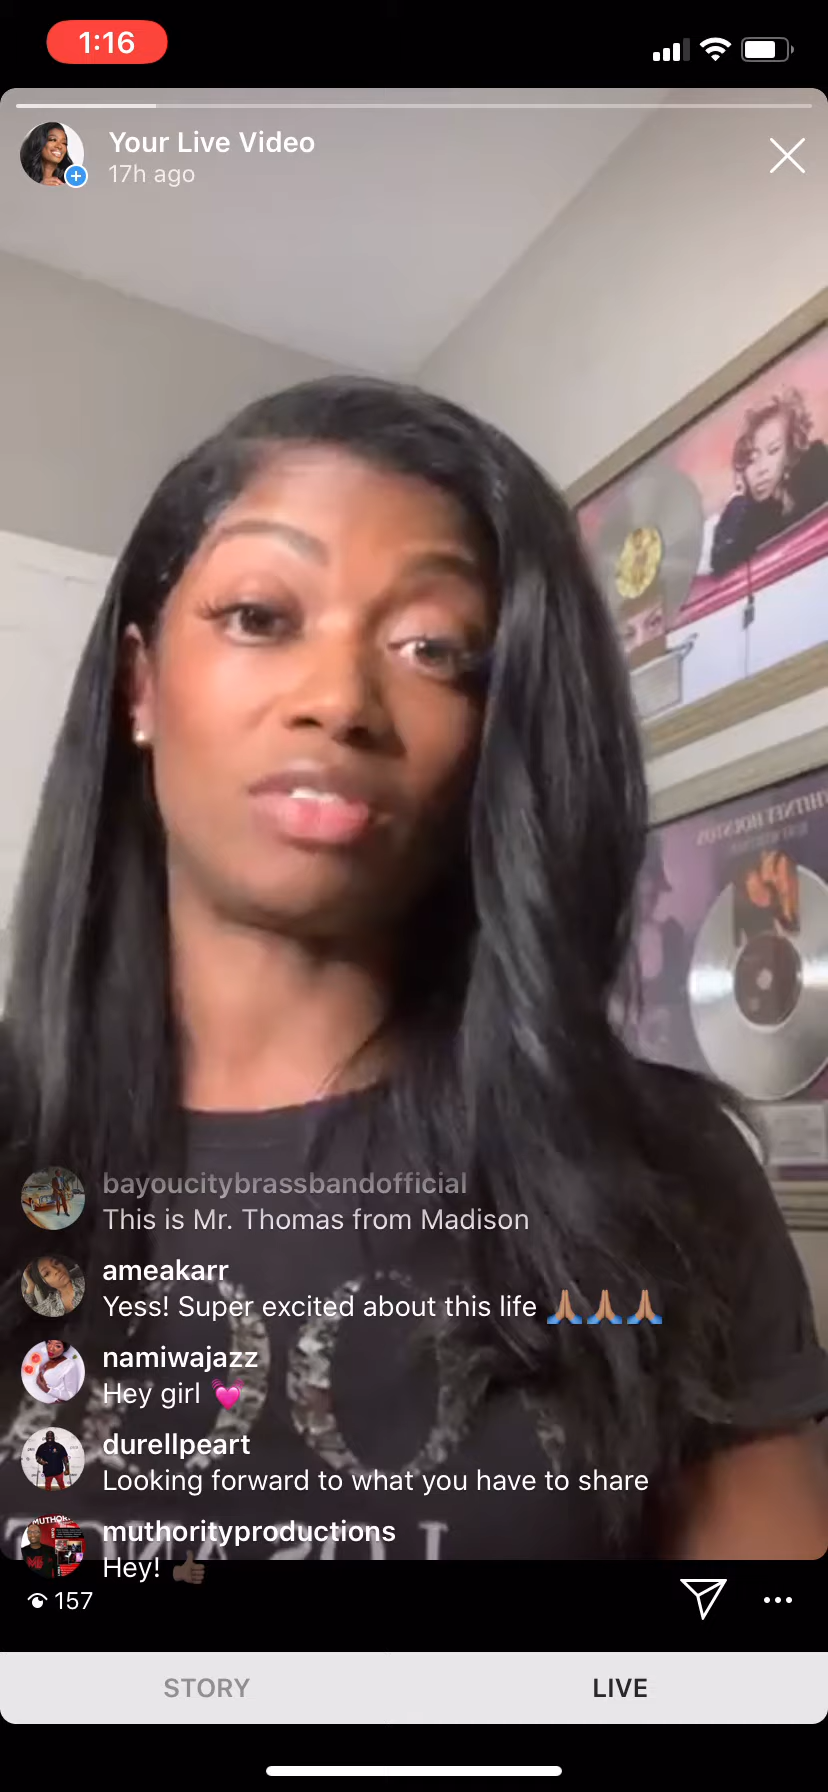 1:16
Your Live Video
17h ago
WHITNEY HOUSTON
bayoucitybrassbandofficial
This is Mr. Thomas from Madison
ameakarr
Yess! Super excited about this life 🙏🏽🙏🏽🙏🏽
namiwajazz
Hey girl 💓
durellpeart
Looking forward to what you have to share
muthorityproductions
Hey! 👍🏿
157
STORY
LIVE